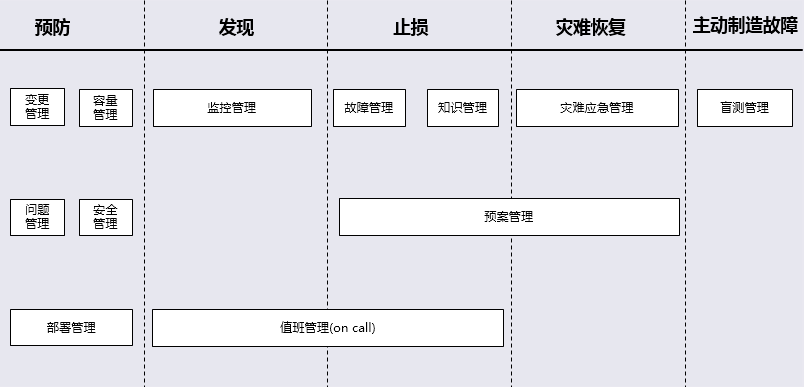 预防
发现
止损
灾难恢复
主动制造故障
变更
管理
容量
管理
监控管理
故障管理
知识管理
灾难应急管理
盲测管理
问题
管理
安全
管理
预案管理
部署管理
值班管理(on call)